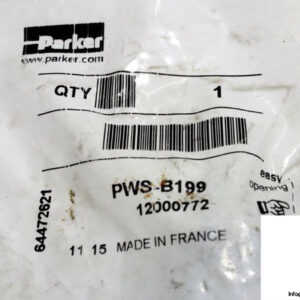 Parker
www.parker.com
QTY 1
PWS-B199
12000772
11 15 MADE IN FRANCE
64472621
easy
opening